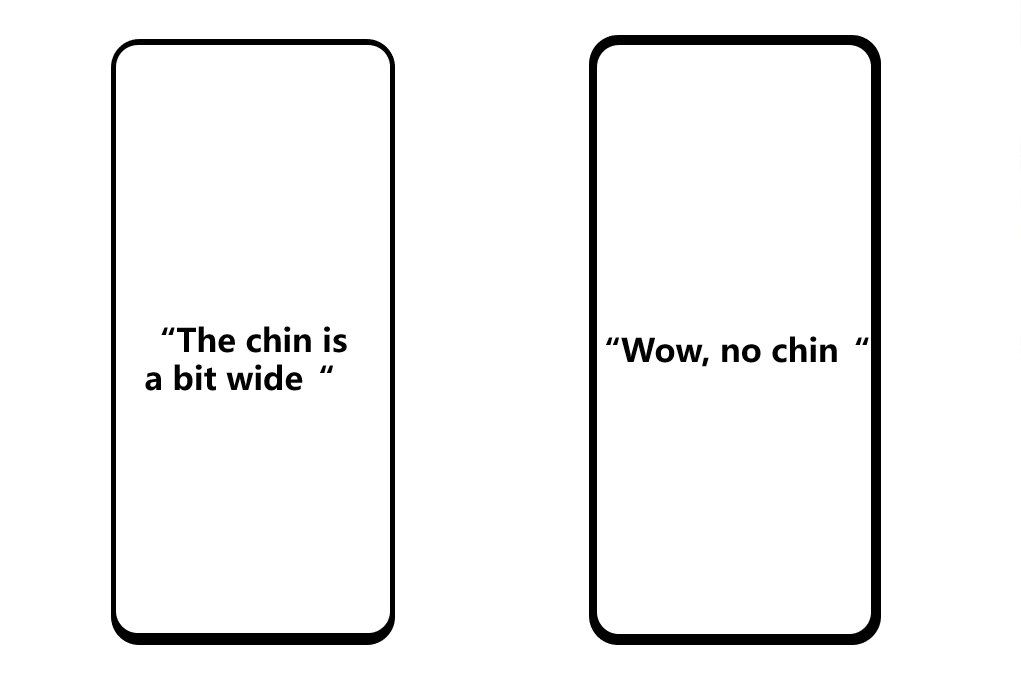 “The chin is
a bit wide “
“Wow, no chin “